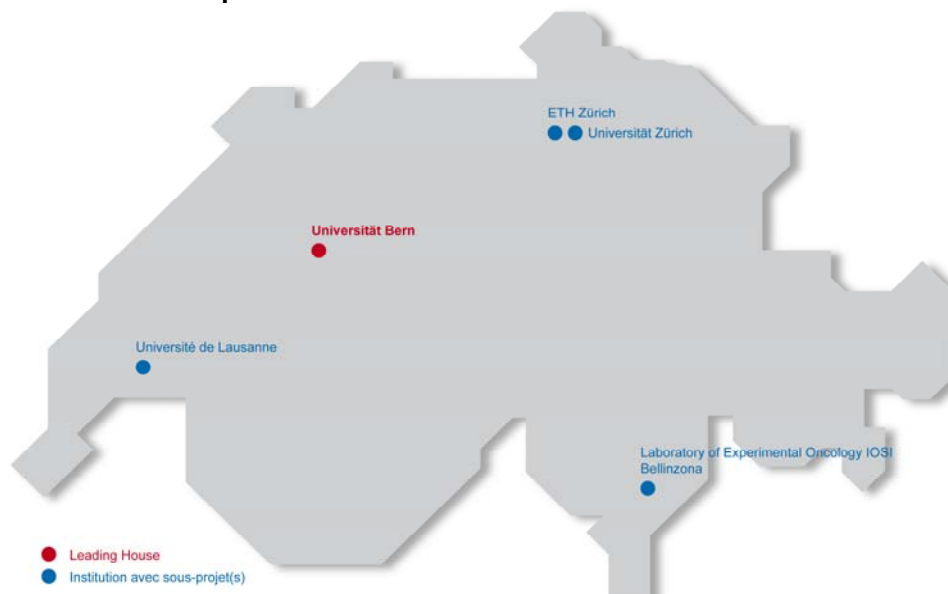 ETH Zürich
Universität Zürich
Universität Bern
Université de Lausanne
Laboratory of Experimental Oncology IOSI
Bellinzona
Leading House
Institution avec sous-projet(s)